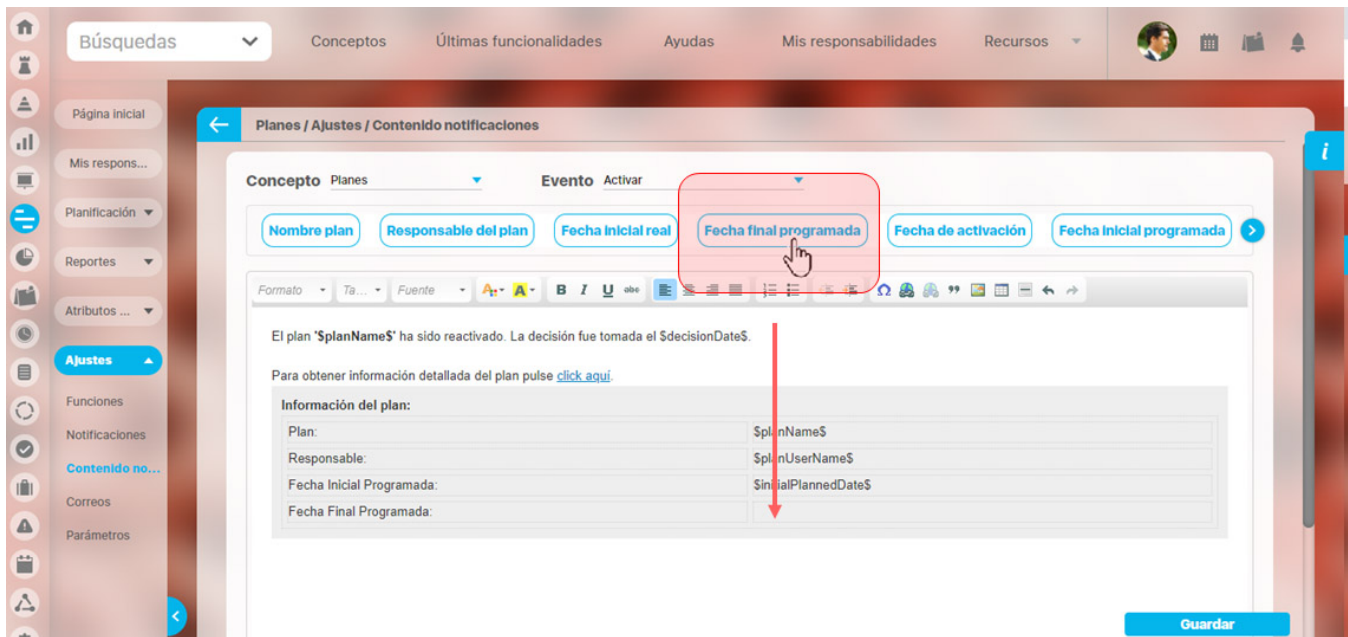 Búsquedas
Conceptos
Últimas funcionalidades
Ayudas
Mis responsabilidades
Recursos
Página inicial
Mis respons...
Planificación
Reportes
Atributos ...
Ajustes
Funciones
Notificaciones
Contenido no...
Correos
Parámetros
Planes / Ajustes / Contenido notificaciones
i
Concepto Planes
Evento Activar
Nombre plan
Responsable del plan
Fecha inicial real
Fecha final programada
Fecha de activación
Fecha inicial programada
Formato
Ta...
Fuente
A
A
B I U abc
Ω
El plan "$planName$" ha sido reactivado. La decisión fue tomada el $decisionDate$.
Para obtener información detallada del plan pulse click aquí.
Información del plan:
Plan: $planName$
Responsable: $planUserName$
Fecha Inicial Programada: $initialPlannedDate$
Fecha Final Programada:
Guardar